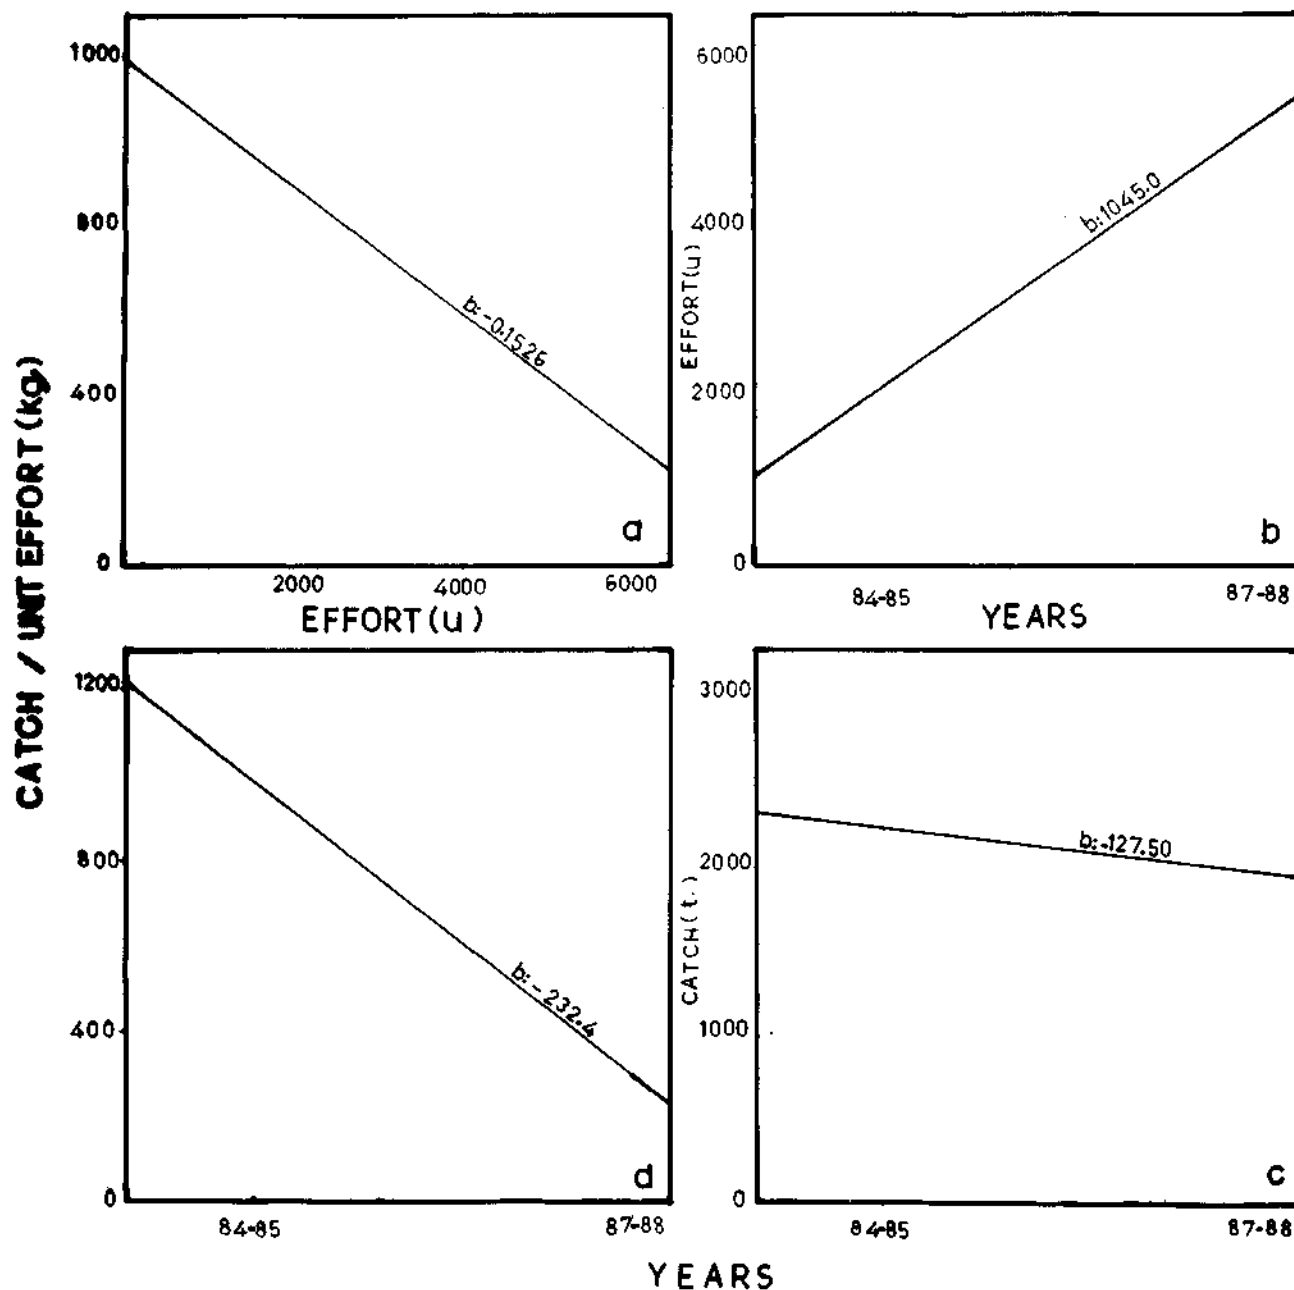 CATCH / UNIT EFFORT (kg.)
1000
800
400
0
b:-0.1526
a
2000 4000 6000
EFFORT (u)
6000
4000
2000
0
EFFORT(u)
b:1045.0
b
84-85 87-88
YEARS
1200
800
400
0
b:-232.4
d
84-85 87-88
3000
2000
1000
0
CATCH(t.)
b:-127.50
c
84-85 87-88
YEARS